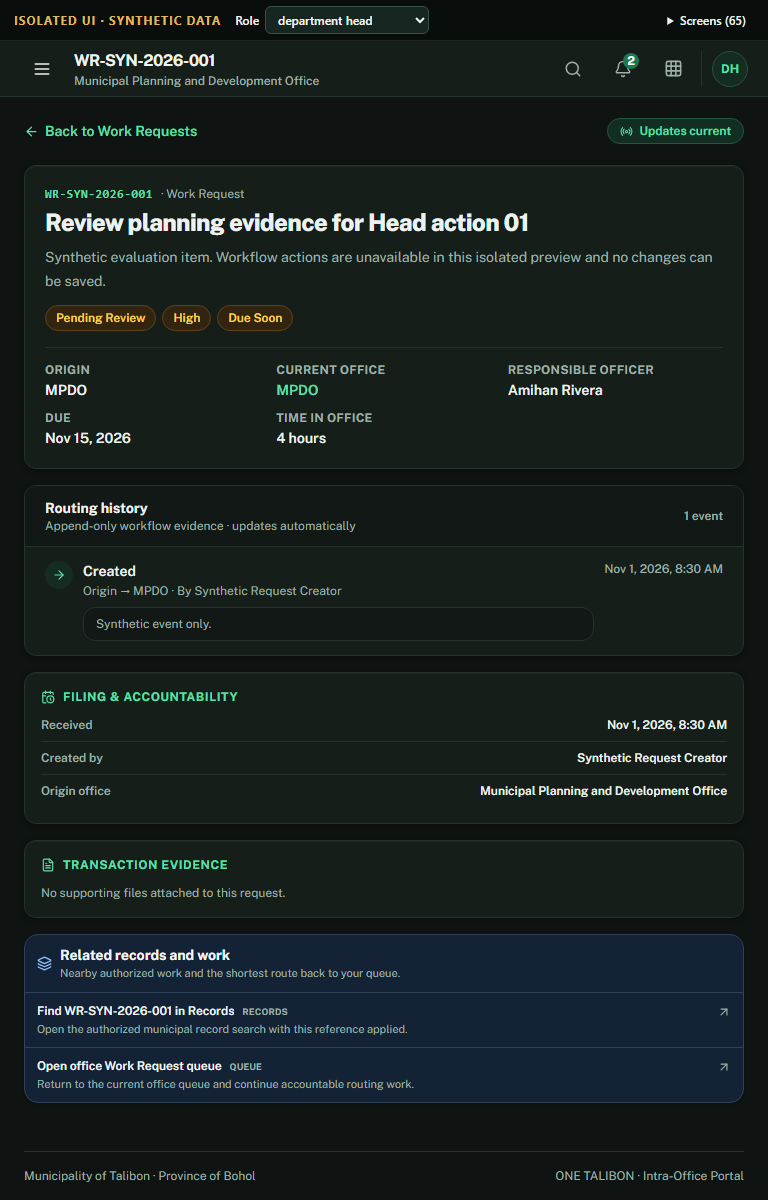 ISOLATED UI · SYNTHETIC DATA Role department head Screens (65)
WR-SYN-2026-001
Municipal Planning and Development Office
2
DH
Back to Work Requests
Updates current
WR-SYN-2026-001 · Work Request
Review planning evidence for Head action 01
Synthetic evaluation item. Workflow actions are unavailable in this isolated preview and no changes can
be saved.
Pending Review High Due Soon
ORIGIN CURRENT OFFICE RESPONSIBLE OFFICER
MPDO MPDO Amihan Rivera
DUE TIME IN OFFICE
Nov 15, 2026 4 hours
Routing history
Append-only workflow evidence · updates automatically
1 event
Created
Nov 1, 2026, 8:30 AM
Origin → MPDO · By Synthetic Request Creator
Synthetic event only.
FILING & ACCOUNTABILITY
Received Nov 1, 2026, 8:30 AM
Created by Synthetic Request Creator
Origin office Municipal Planning and Development Office
TRANSACTION EVIDENCE
No supporting files attached to this request.
Related records and work
Nearby authorized work and the shortest route back to your queue.
Find WR-SYN-2026-001 in Records RECORDS
Open the authorized municipal record search with this reference applied.
Open office Work Request queue QUEUE
Return to the current office queue and continue accountable routing work.
Municipality of Talibon · Province of Bohol ONE TALIBON · Intra-Office Portal